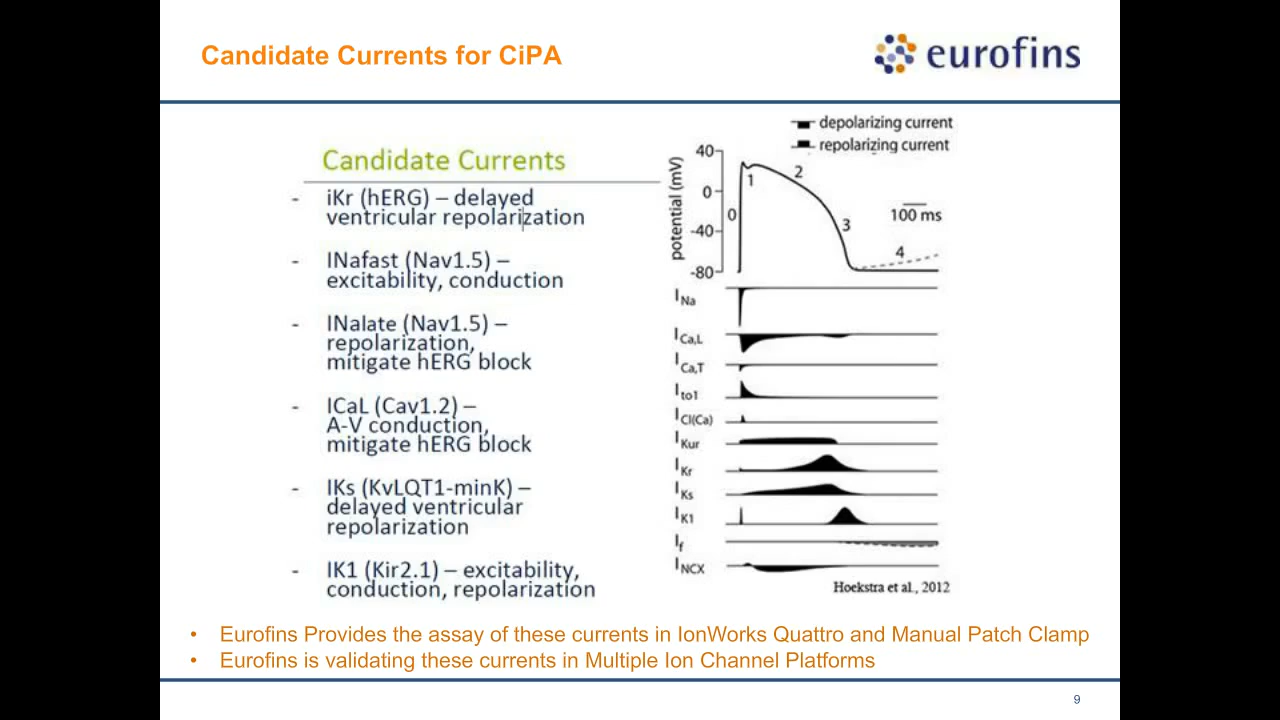 Candidate Currents for CiPA
eurofins
Candidate Currents
- iKr (hERG) – delayed
ventricular repolarization
- INafast (Nav1.5) –
excitability, conduction
- INalate (Nav1.5) –
repolarization,
mitigate hERG block
- ICaL (Cav1.2) –
A-V conduction,
mitigate hERG block
- IKs (KvLQT1-minK) –
delayed ventricular
repolarization
- IK1 (Kir2.1) – excitability,
conduction, repolarization
depolarizing current
repolarizing current
potential (mV)
40
0
-40
-80
0
1
2
3
4
100 ms
INa
ICa,L
ICa,T
Ito1
ICl(Ca)
IKur
IKr
IKs
IK1
If
INCX
Hoekstra et al., 2012
• Eurofins Provides the assay of these currents in IonWorks Quattro and Manual Patch Clamp
• Eurofins is validating these currents in Multiple Ion Channel Platforms
9